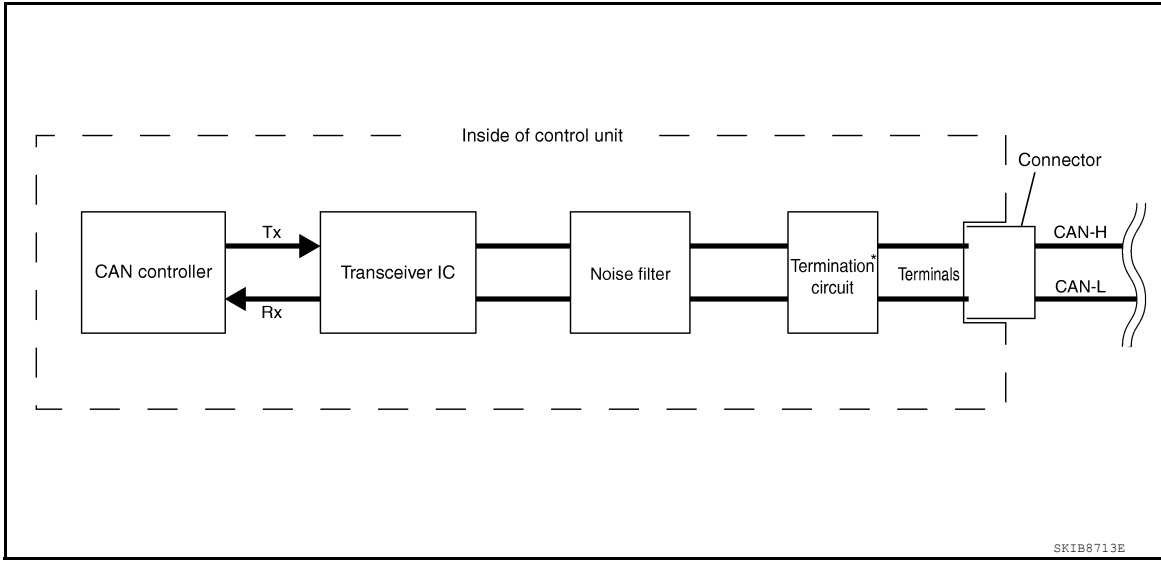 Inside of control unit
Connector
CAN controller
Tx
Rx
Transceiver IC
Noise filter
Termination*
circuit
Terminals
CAN-H
CAN-L
SKIB8713E